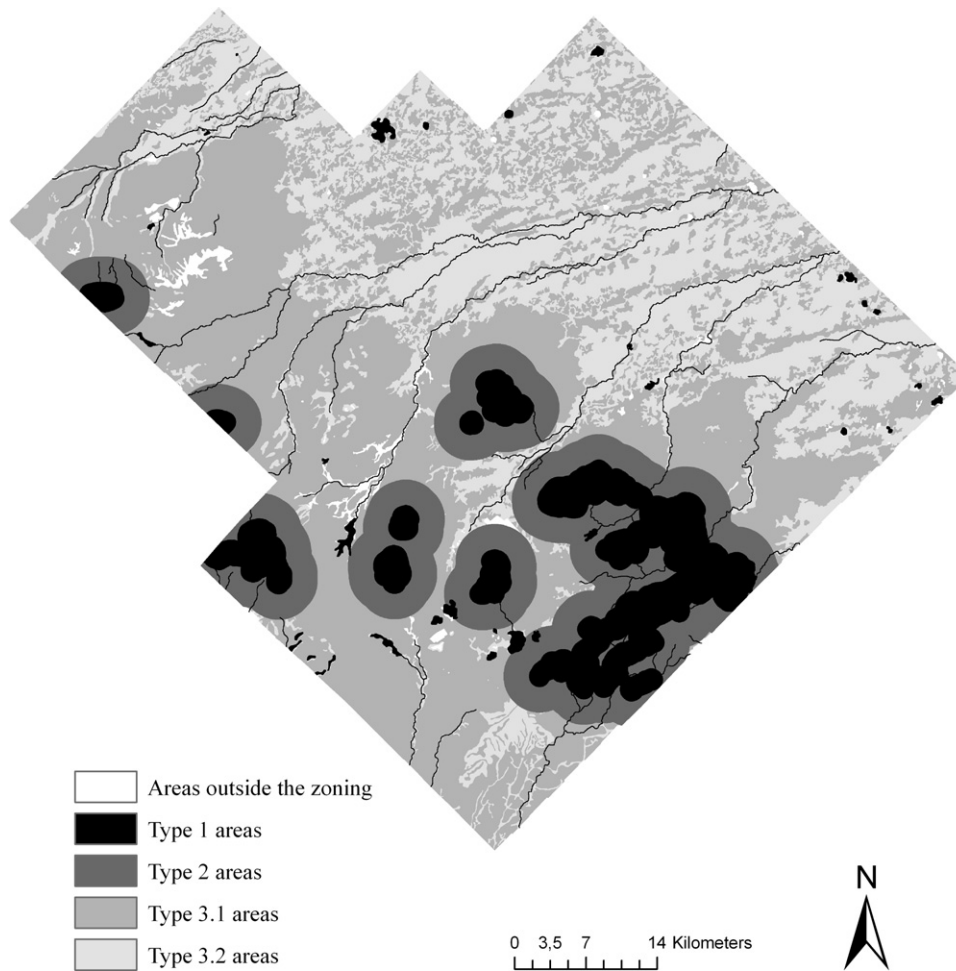 Areas outside the zoning
Type 1 areas
Type 2 areas
Type 3.1 areas
Type 3.2 areas
N
0 3,5 7 14 Kilometers